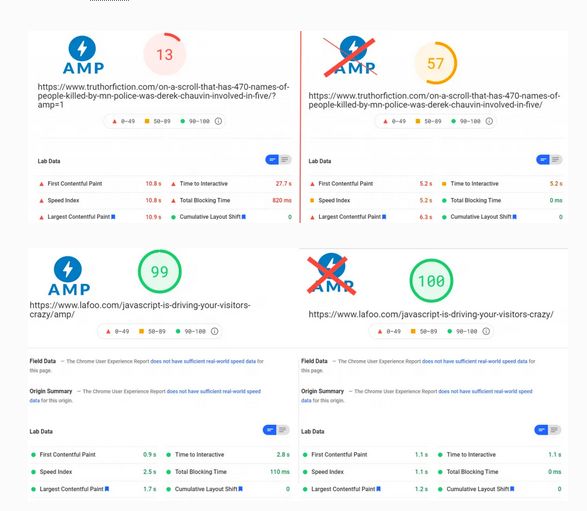 AMP
13
https://www.truthorfiction.com/on-a-scroll-that-has-470-names-of-
people-killed-by-mn-police-was-derek-chauvin-involved-in-five/?
amp=1
0–49 50–89 90–100
Lab Data
First Contentful Paint 10.8 s
Time to Interactive 27.7 s
Speed Index 10.8 s
Total Blocking Time 820 ms
Largest Contentful Paint 10.9 s
Cumulative Layout Shift 0
AMP
57
https://www.truthorfiction.com/on-a-scroll-that-has-470-names-of-
people-killed-by-mn-police-was-derek-chauvin-involved-in-five/
0–49 50–89 90–100
Lab Data
First Contentful Paint 5.2 s
Time to Interactive 5.2 s
Speed Index 5.2 s
Total Blocking Time 0 ms
Largest Contentful Paint 6.3 s
Cumulative Layout Shift 0
AMP
99
https://www.lafoo.com/javascript-is-driving-your-visitors-
crazy/amp/
0–49 50–89 90–100
Field Data — The Chrome User Experience Report does not have sufficient real-world speed data for
this page.
Origin Summary — The Chrome User Experience Report does not have sufficient real-world speed
data for this origin.
Lab Data
First Contentful Paint 0.9 s
Time to Interactive 2.8 s
Speed Index 2.5 s
Total Blocking Time 110 ms
Largest Contentful Paint 1.7 s
Cumulative Layout Shift 0
AMP
100
https://www.lafoo.com/javascript-is-driving-your-visitors-crazy/
0–49 50–89 90–100
Field Data — The Chrome User Experience Report does not have sufficient real-world speed data for
this page.
Origin Summary — The Chrome User Experience Report does not have sufficient real-world speed
data for this origin.
Lab Data
First Contentful Paint 1.1 s
Time to Interactive 1.1 s
Speed Index 1.1 s
Total Blocking Time 0 ms
Largest Contentful Paint 1.2 s
Cumulative Layout Shift 0